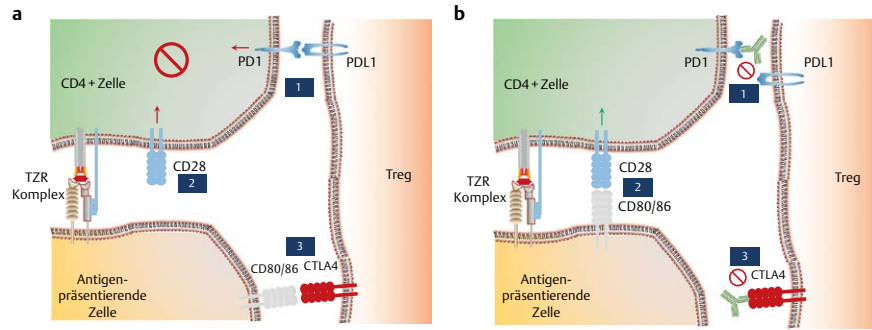 a
PD1
PDL1
CD4 + Zelle
1
CD28
2
TZR
Komplex
Treg
3
CD80/86
CTLA4
Antigen-
präsentierende
Zelle
b
PD1
PDL1
CD4 + Zelle
1
CD28
2
CD80/86
TZR
Komplex
Treg
3
CTLA4
Antigen-
präsentierende
Zelle